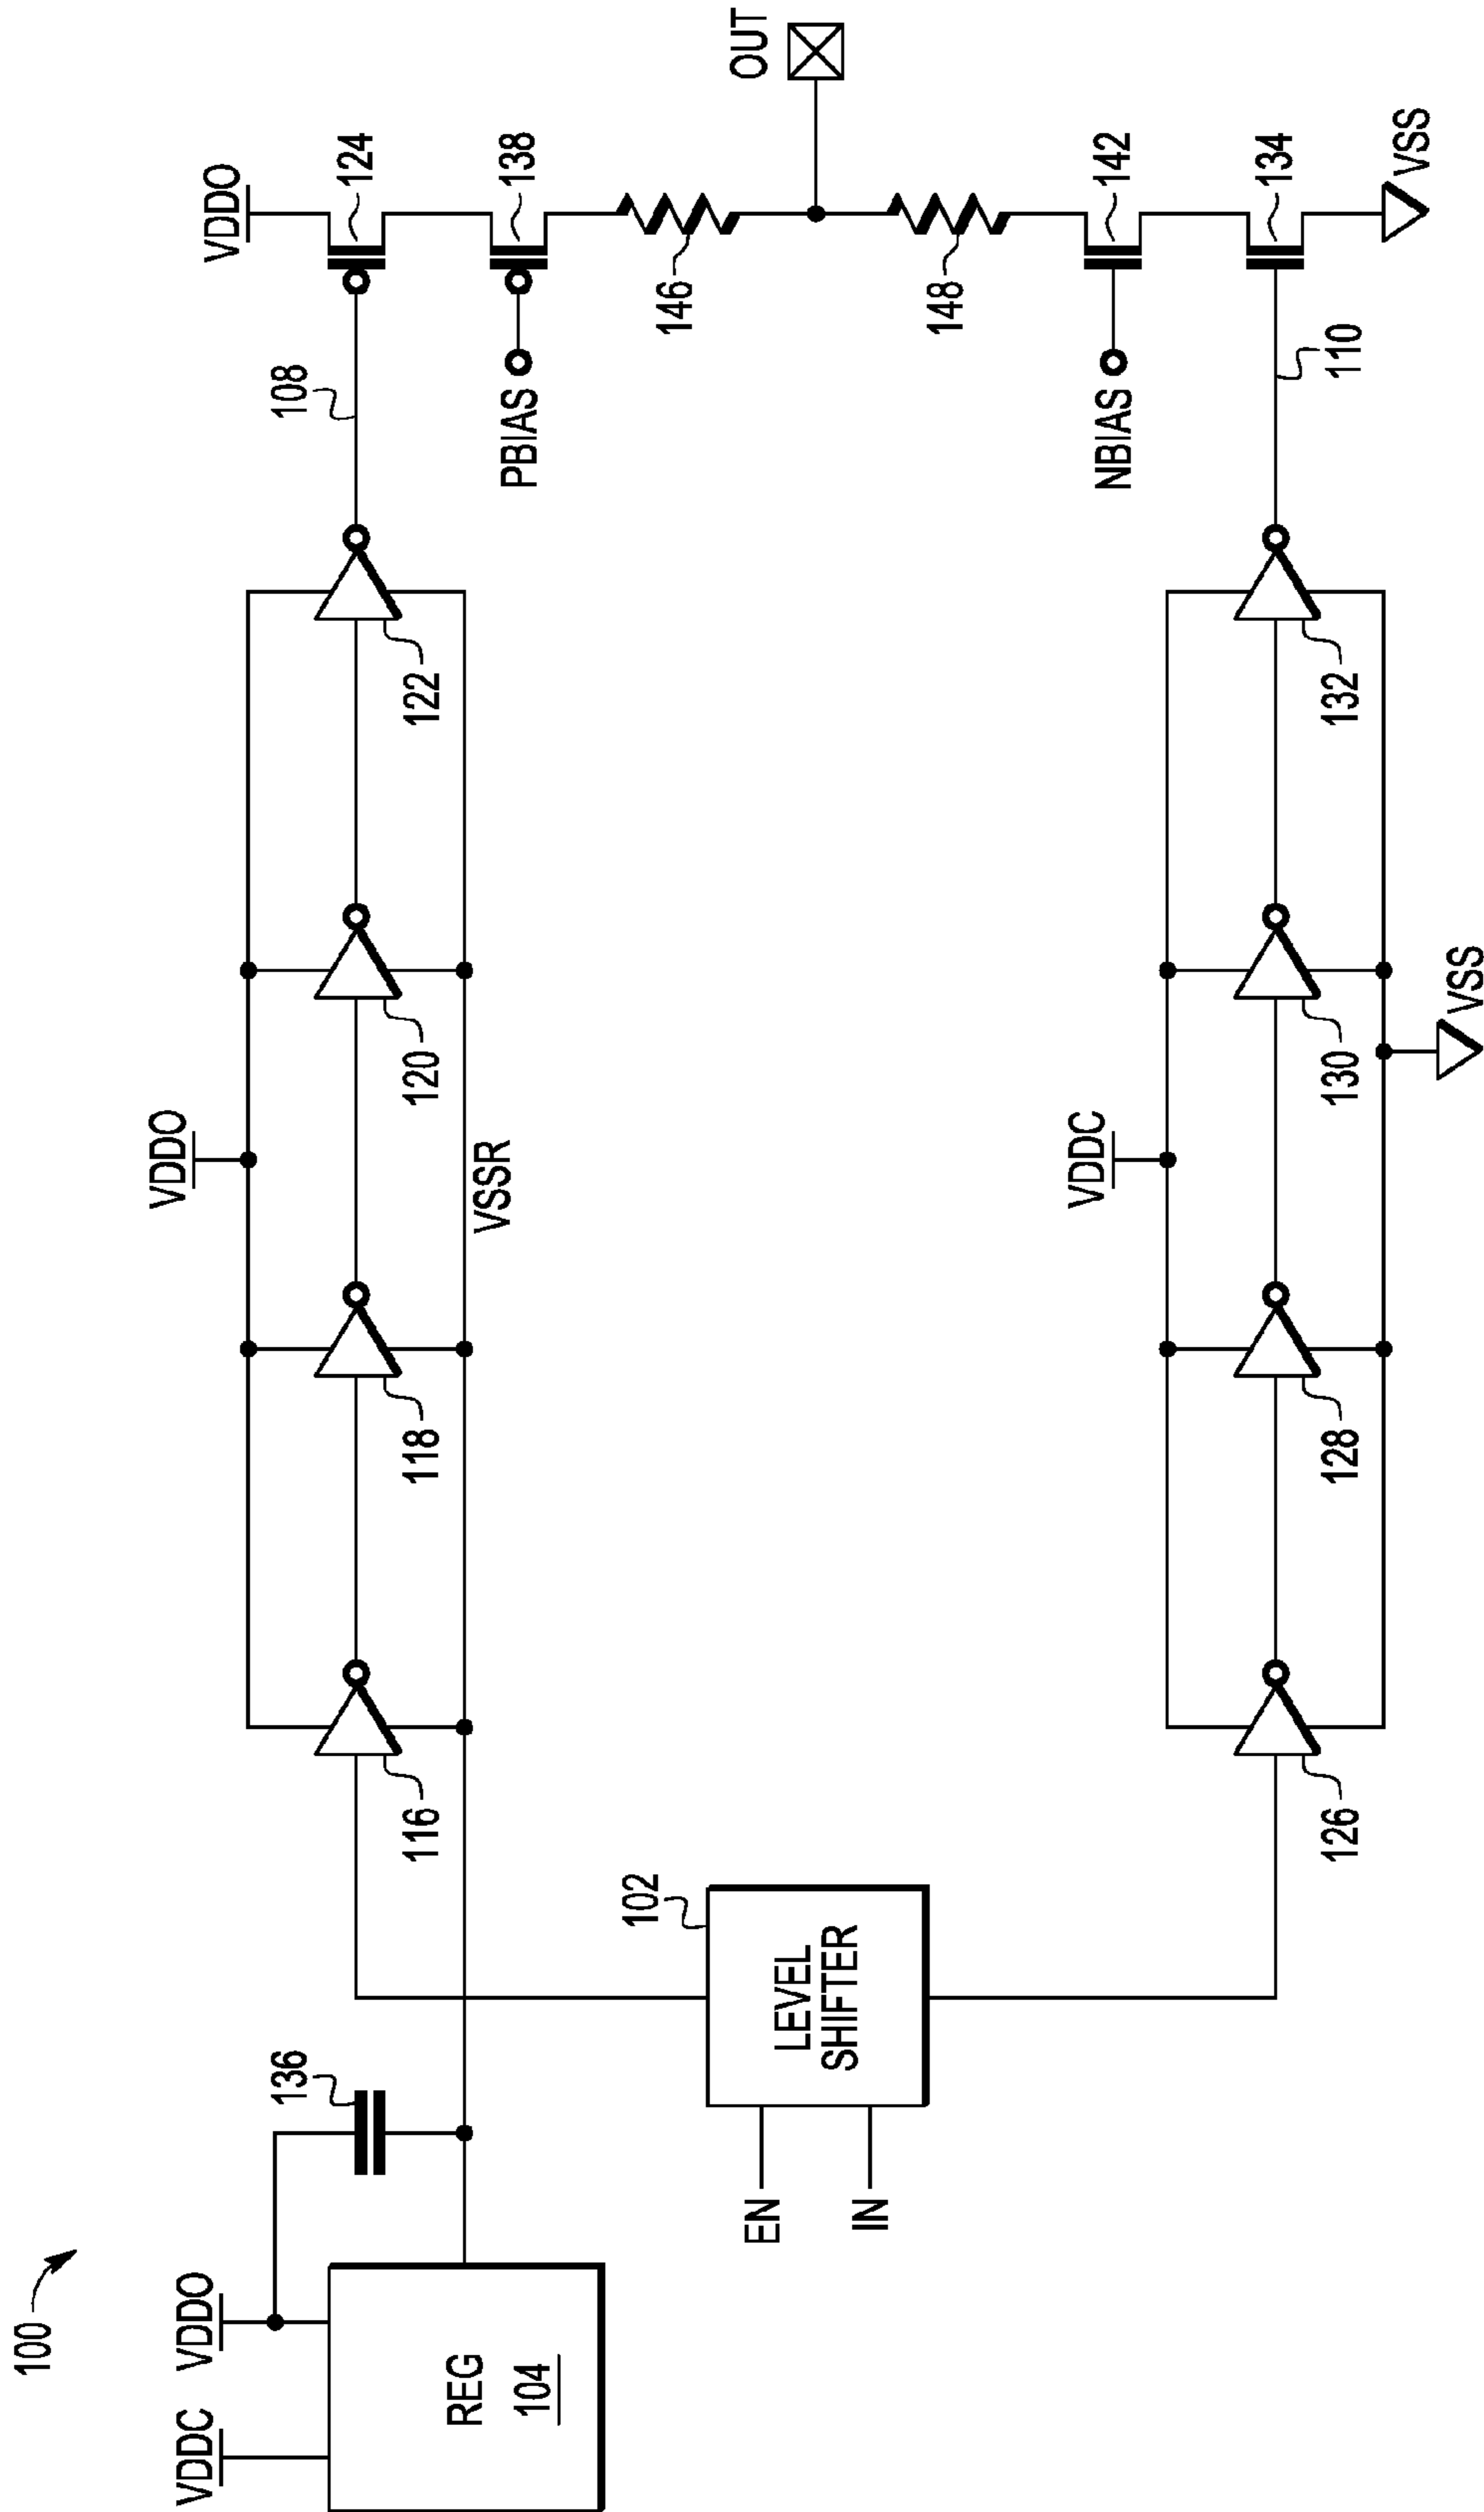 100
VDDC
VDDO
REG
104
136
EN
IN
LEVEL
SHIFTER
102
116
118
120
122
VDDO
VSSR
108
VDDO
124
PBIAS
138
146
OUT
148
NBIAS
142
134
110
VSS
126
128
130
132
VDDC
VSS